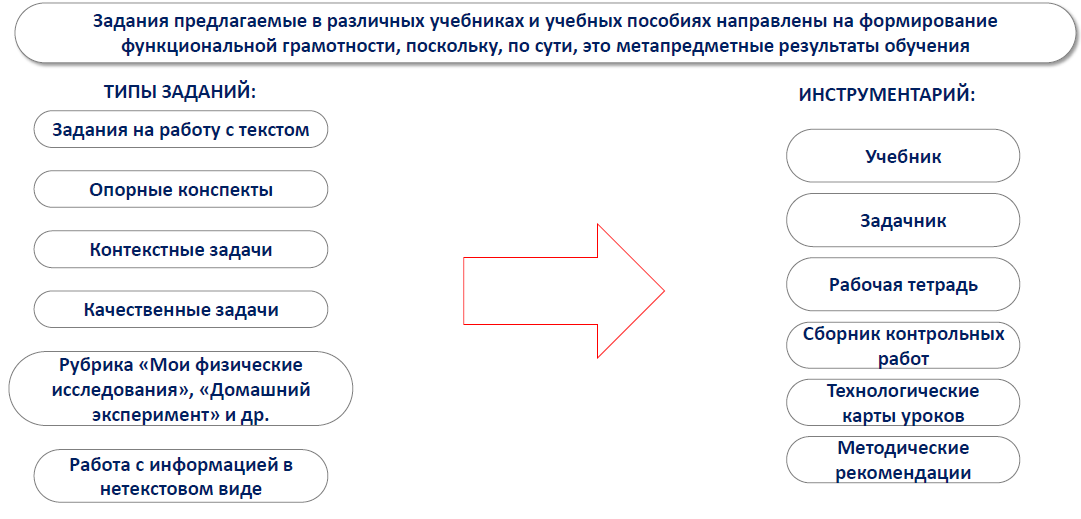 Задания предлагаемые в различных учебниках и учебных пособиях направлены на формирование
функциональной грамотности, поскольку, по сути, это метапредметные результаты обучения
ТИПЫ ЗАДАНИЙ:
Задания на работу с текстом
Опорные конспекты
Контекстные задачи
Качественные задачи
Рубрика «Мои физические
исследования», «Домашний
эксперимент» и др.
Работа с информацией в
нетекстовом виде
ИНСТРУМЕНТАРИЙ:
Учебник
Задачник
Рабочая тетрадь
Сборник контрольных
работ
Технологические
карты уроков
Методические
рекомендации